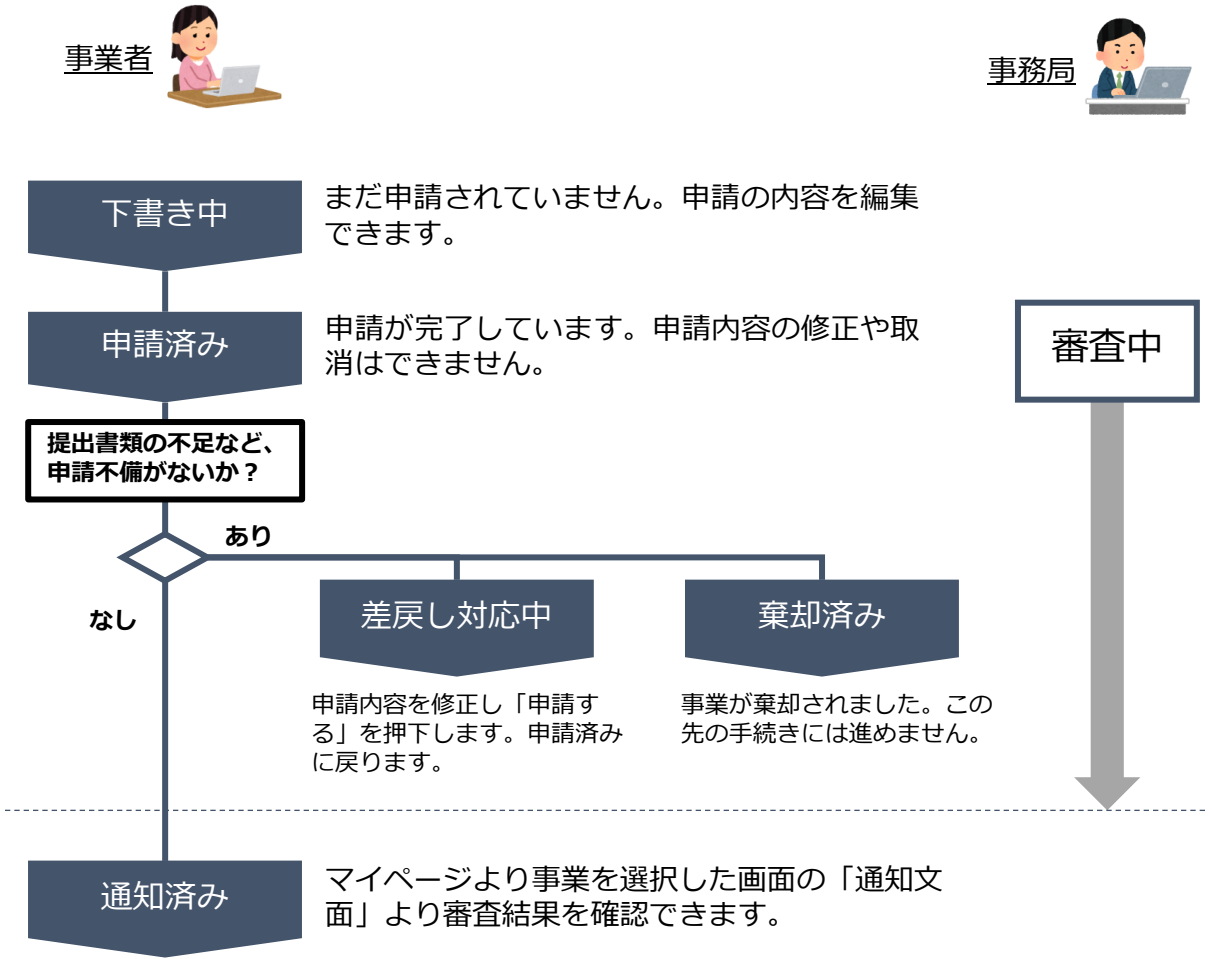 事業者
事務局
下書き中
まだ申請されていません。申請の内容を編集
できます。
申請済み
申請が完了しています。申請内容の修正や取
消はできません。
審査中
提出書類の不足など、
申請不備がないか？
あり
なし
差戻し対応中
棄却済み
申請内容を修正し「申請す
る」を押下します。申請済み
に戻ります。
事業が棄却されました。この
先の手続きには進めません。
通知済み
マイページより事業を選択した画面の「通知文
面」より審査結果を確認できます。